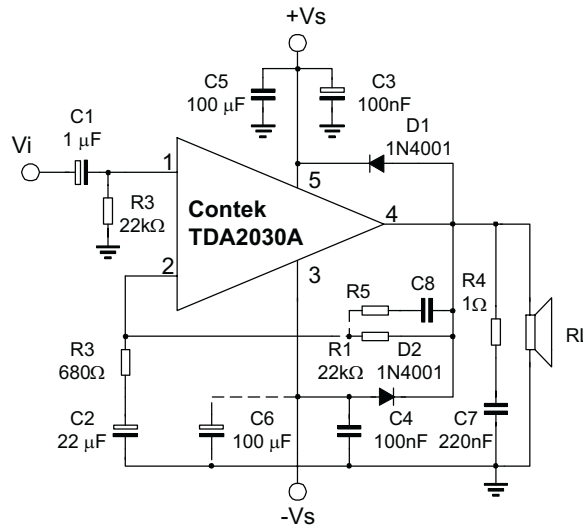 +Vs
C5
100 μF
C3
100nF
C1
1 μF
D1
1N4001
Vi
1
5
R3
22kΩ
Contek
TDA2030A
4
2
3
R5
C8
R4
1Ω
RL
R3
680Ω
R1
22kΩ
D2
1N4001
C2
22 μF
C6
100 μF
C4
100nF
C7
220nF
-Vs